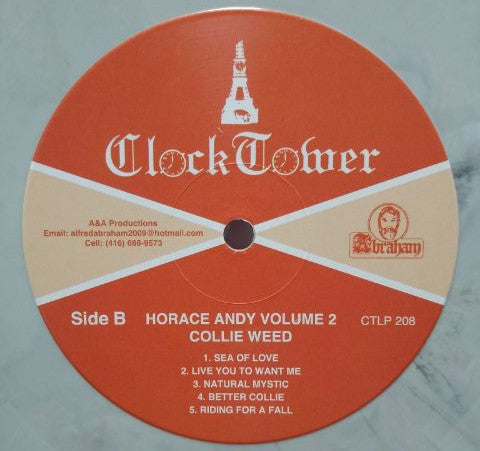 ClockTower
A&A Productions
Email: alfredabraham2009@hotmail.com
Cell: (416) 688-9573
Abraham
Side B
HORACE ANDY VOLUME 2
COLLIE WEED
CTLP 208
1. SEA OF LOVE
2. LIVE YOU TO WANT ME
3. NATURAL MYSTIC
4. BETTER COLLIE
5. RIDING FOR A FALL